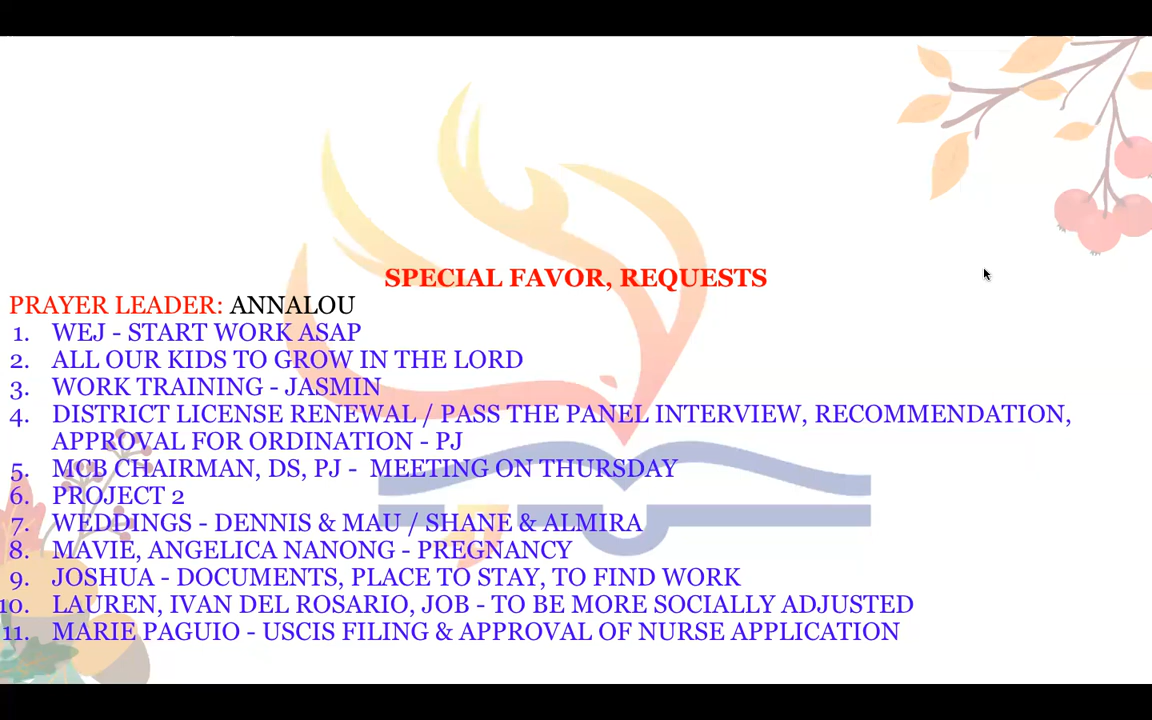 SPECIAL FAVOR, REQUESTS
PRAYER LEADER: ANNALOU
1. WEJ - START WORK ASAP
2. ALL OUR KIDS TO GROW IN THE LORD
3. WORK TRAINING - JASMIN
4. DISTRICT LICENSE RENEWAL / PASS THE PANEL INTERVIEW, RECOMMENDATION,
APPROVAL FOR ORDINATION - PJ
5. MCB CHAIRMAN, DS, PJ - MEETING ON THURSDAY
6. PROJECT 2
7. WEDDINGS - DENNIS & MAU / SHANE & ALMIRA
8. MAVIE, ANGELICA NANONG - PREGNANCY
9. JOSHUA - DOCUMENTS, PLACE TO STAY, TO FIND WORK
10. LAUREN, IVAN DEL ROSARIO, JOB - TO BE MORE SOCIALLY ADJUSTED
11. MARIE PAGUIO - USCIS FILING & APPROVAL OF NURSE APPLICATION